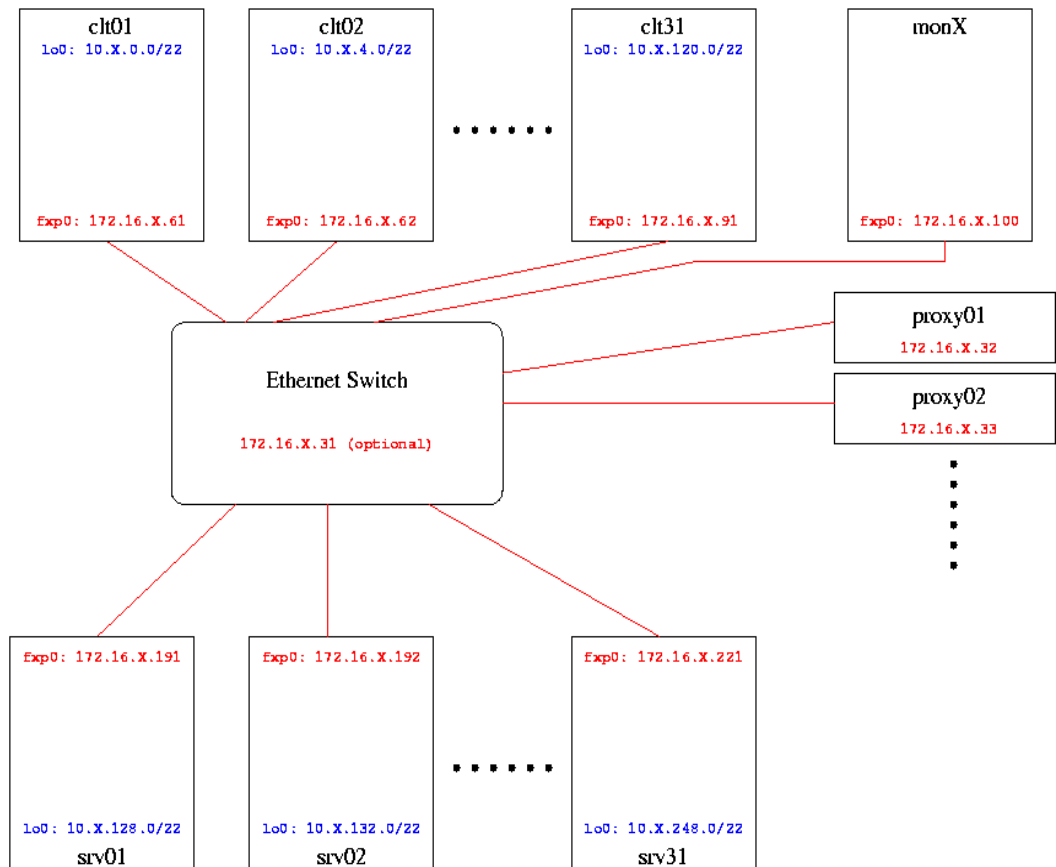 clt01
lo0: 10.X.0.0/22
fxp0: 172.16.X.61
clt02
lo0: 10.X.4.0/22
fxp0: 172.16.X.62
clt31
lo0: 10.X.120.0/22
fxp0: 172.16.X.91
monX
fxp0: 172.16.X.100
proxy01
172.16.X.32
proxy02
172.16.X.33
Ethernet Switch
172.16.X.31 (optional)
fxp0: 172.16.X.191
lo0: 10.X.128.0/22
srv01
fxp0: 172.16.X.192
lo0: 10.X.132.0/22
srv02
fxp0: 172.16.X.221
lo0: 10.X.248.0/22
srv31